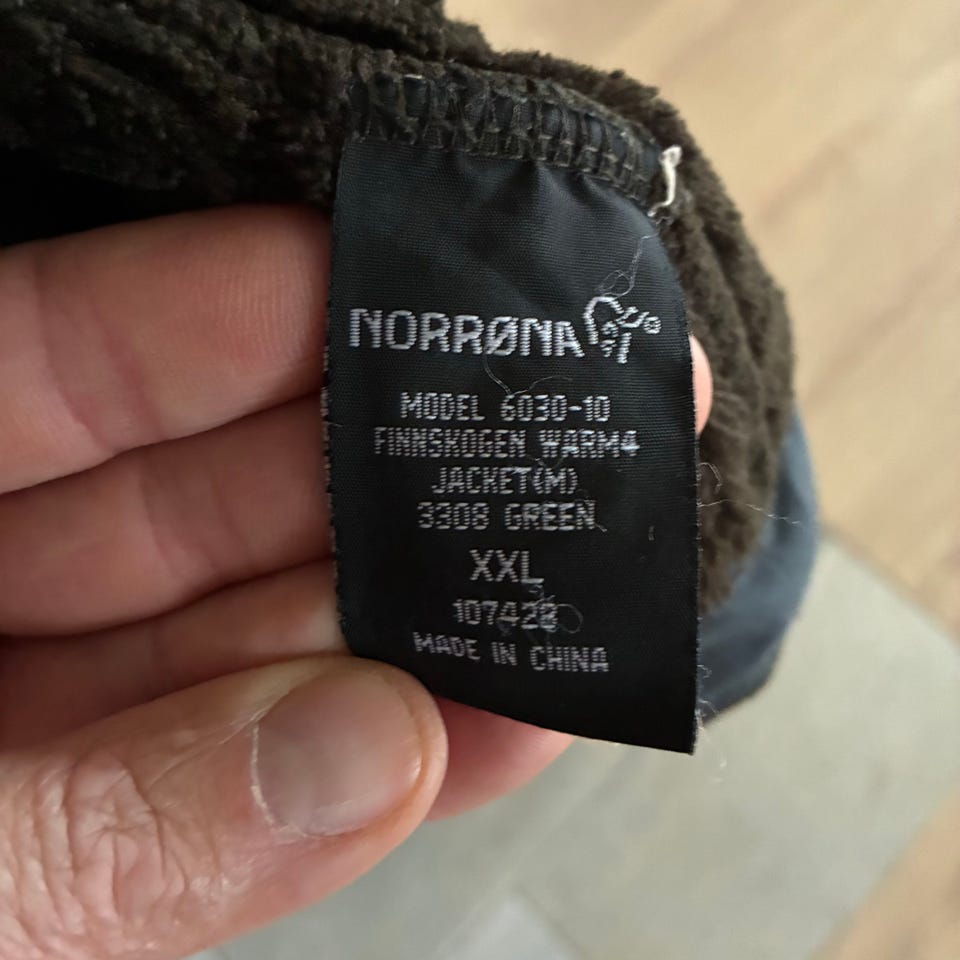 NORRØNA
MODEL 6030-10
FINNSKOGEN WARM4
JACKET(M)
3308 GREEN
XXL
107428
MADE IN CHINA